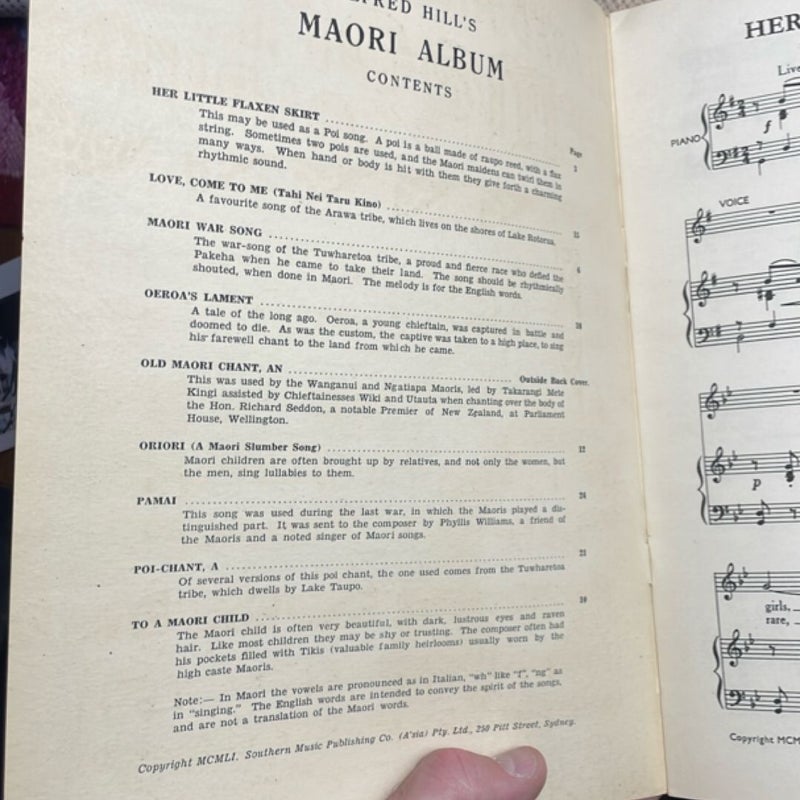 FRED HILL'S
MAORI ALBUM
CONTENTS
Page
HER LITTLE FLAXEN SKIRT ........ 3
This may be used as a Poi song. A poi is a ball made of raupo reed, with a flax
string. Sometimes two pois are used, and the Maori maidens can twirl them in
many ways. When hand or body is hit with them they give forth a charming
rhythmic sound.
LOVE, COME TO ME (Tahi Nei Taru Kino) ........ 15
A favourite song of the Arawa tribe, which lives on the shores of Lake Rotorua.
MAORI WAR SONG ........ 6
The war-song of the Tuwharetoa tribe, a proud and fierce race who defied the
Pakeha when he came to take their land. The song should be rhythmically
shouted, when done in Maori. The melody is for the English words.
OEROA'S LAMENT ........
A tale of the long ago. Oeroa, a young chieftain, was captured in battle and
doomed to die. As was the custom, the captive was taken to a high place, to sing
his farewell chant to the land from which he came.
OLD MAORI CHANT, AN ........ Outside Back Cover.
This was used by the Wanganui and Ngatiapa Maoris, led by Takarangi Mete
Kingi assisted by Chieftainesses Wiki and Utauta when chanting over the body of
the Hon. Richard Seddon, a notable Premier of New Zealand, at Parliament
House, Wellington.
ORIORI (A Maori Slumber Song) ........ 12
Maori children are often brought up by relatives, and not only the women, but
the men, sing lullabies to them.
PAMAI ........ 24
This song was used during the last war, in which the Maoris played a dis-
tinguished part. It was sent to the composer by Phyllis Williams, a friend of
the Maoris and a noted singer of Maori songs.
POI-CHANT, A ........ 21
Of several versions of this poi chant, the one used comes from the Tuwharetoa
tribe, which dwells by Lake Taupo.
TO A MAORI CHILD ........ 10
The Maori child is often very beautiful, with dark, lustrous eyes and raven
hair. Like most children they may be shy or trusting. The composer often had
his pockets filled with Tikis (valuable family heirlooms) usually worn by the
high caste Maoris.
Note:— In Maori the vowels are pronounced as in Italian, "wh" like "f", "ng" as
in "singing." The English words are intended to convey the spirit of the songs,
and are not a translation of the Maori words.
Copyright MCMLI. Southern Music Publishing Co. (A'sia) Pty. Ltd., 250 Pitt Street, Sydney.
HER
Live
PIANO
f
VOICE
p
girls,
rare,
Copyright MCM